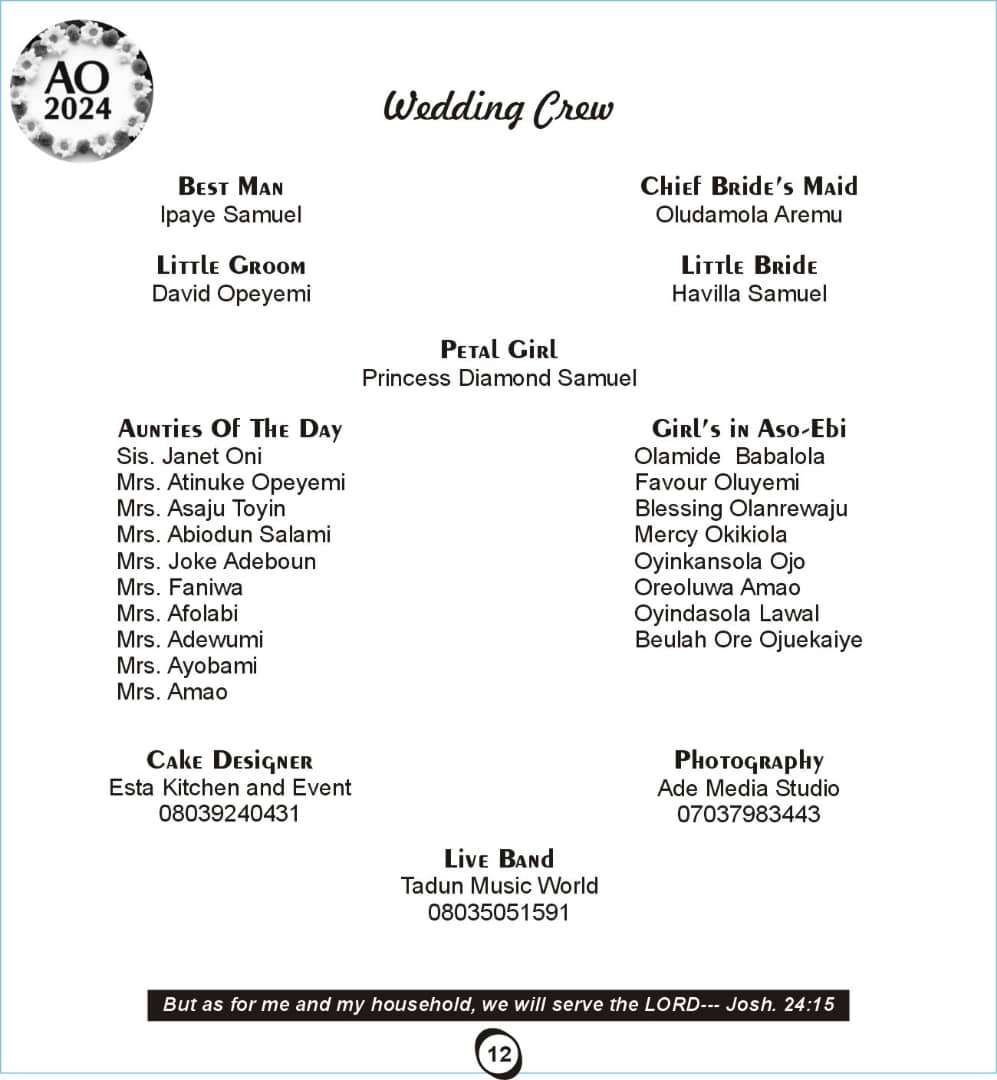 AO
2024
Wedding Crew
Best Man
Ipaye Samuel
Chief Bride's Maid
Oludamola Aremu
Little Groom
David Opeyemi
Little Bride
Havilla Samuel
Petal Girl
Princess Diamond Samuel
Aunties Of The Day
Sis. Janet Oni
Mrs. Atinuke Opeyemi
Mrs. Asaju Toyin
Mrs. Abiodun Salami
Mrs. Joke Adeboun
Mrs. Faniwa
Mrs. Afolabi
Mrs. Adewumi
Mrs. Ayobami
Mrs. Amao
Girl's in Aso-Ebi
Olamide  Babalola
Favour Oluyemi
Blessing Olanrewaju
Mercy Okikiola
Oyinkansola Ojo
Oreoluwa Amao
Oyindasola Lawal
Beulah Ore Ojuekaiye
Cake Designer
Esta Kitchen and Event
08039240431
Photography
Ade Media Studio
07037983443
Live Band
Tadun Music World
08035051591
But as for me and my household, we will serve the LORD--- Josh. 24:15
12